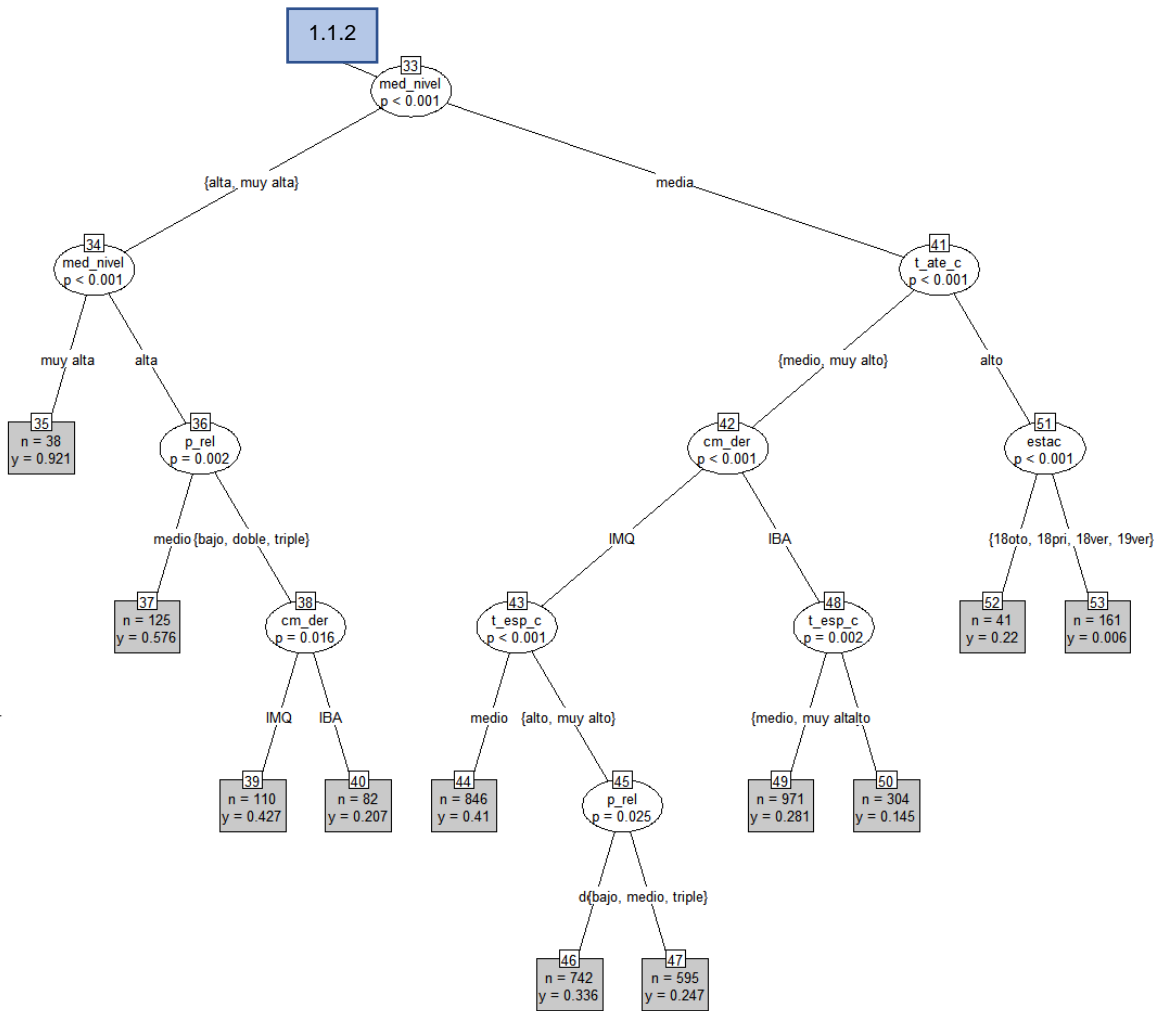 1.1.2
33
med_nivel
p < 0.001
{alta, muy alta}
media
34
med_nivel
p < 0.001
41
t_ate_c
p < 0.001
muy alta
alta
{medio, muy alto}
alto
35
n = 38
y = 0.921
36
p_rel
p = 0.002
42
cm_der
p < 0.001
51
estac
p < 0.001
medio
{bajo, doble, triple}
IMQ
IBA
{18oto, 18pri, 18ver, 19ver}
37
n = 125
y = 0.576
38
cm_der
p = 0.016
43
t_esp_c
p < 0.001
48
t_esp_c
p = 0.002
52
n = 41
y = 0.22
53
n = 161
y = 0.006
IMQ
IBA
medio
{alto, muy alto}
{medio, muy alto
alto
39
n = 110
y = 0.427
40
n = 82
y = 0.207
44
n = 846
y = 0.41
45
p_rel
p = 0.025
49
n = 971
y = 0.281
50
n = 304
y = 0.145
d
{bajo, medio, triple}
46
n = 742
y = 0.336
47
n = 595
y = 0.247